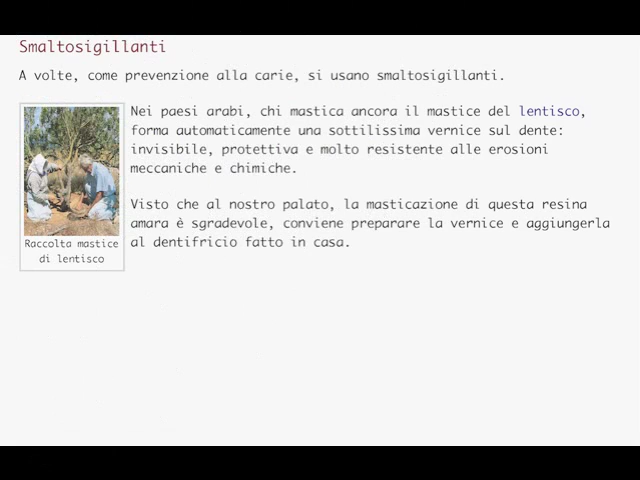 Smaltosigillanti
A volte, come prevenzione alla carie, si usano smaltosigillanti.
Nei paesi arabi, chi mastica ancora il mastice del lentisco,
forma automaticamente una sottilissima vernice sul dente:
invisibile, protettiva e molto resistente alle erosioni
meccaniche e chimiche.
Visto che al nostro palato, la masticazione di questa resina
amara è sgradevole, conviene preparare la vernice e aggiungerla
al dentifricio fatto in casa.
Raccolta mastice
di lentisco